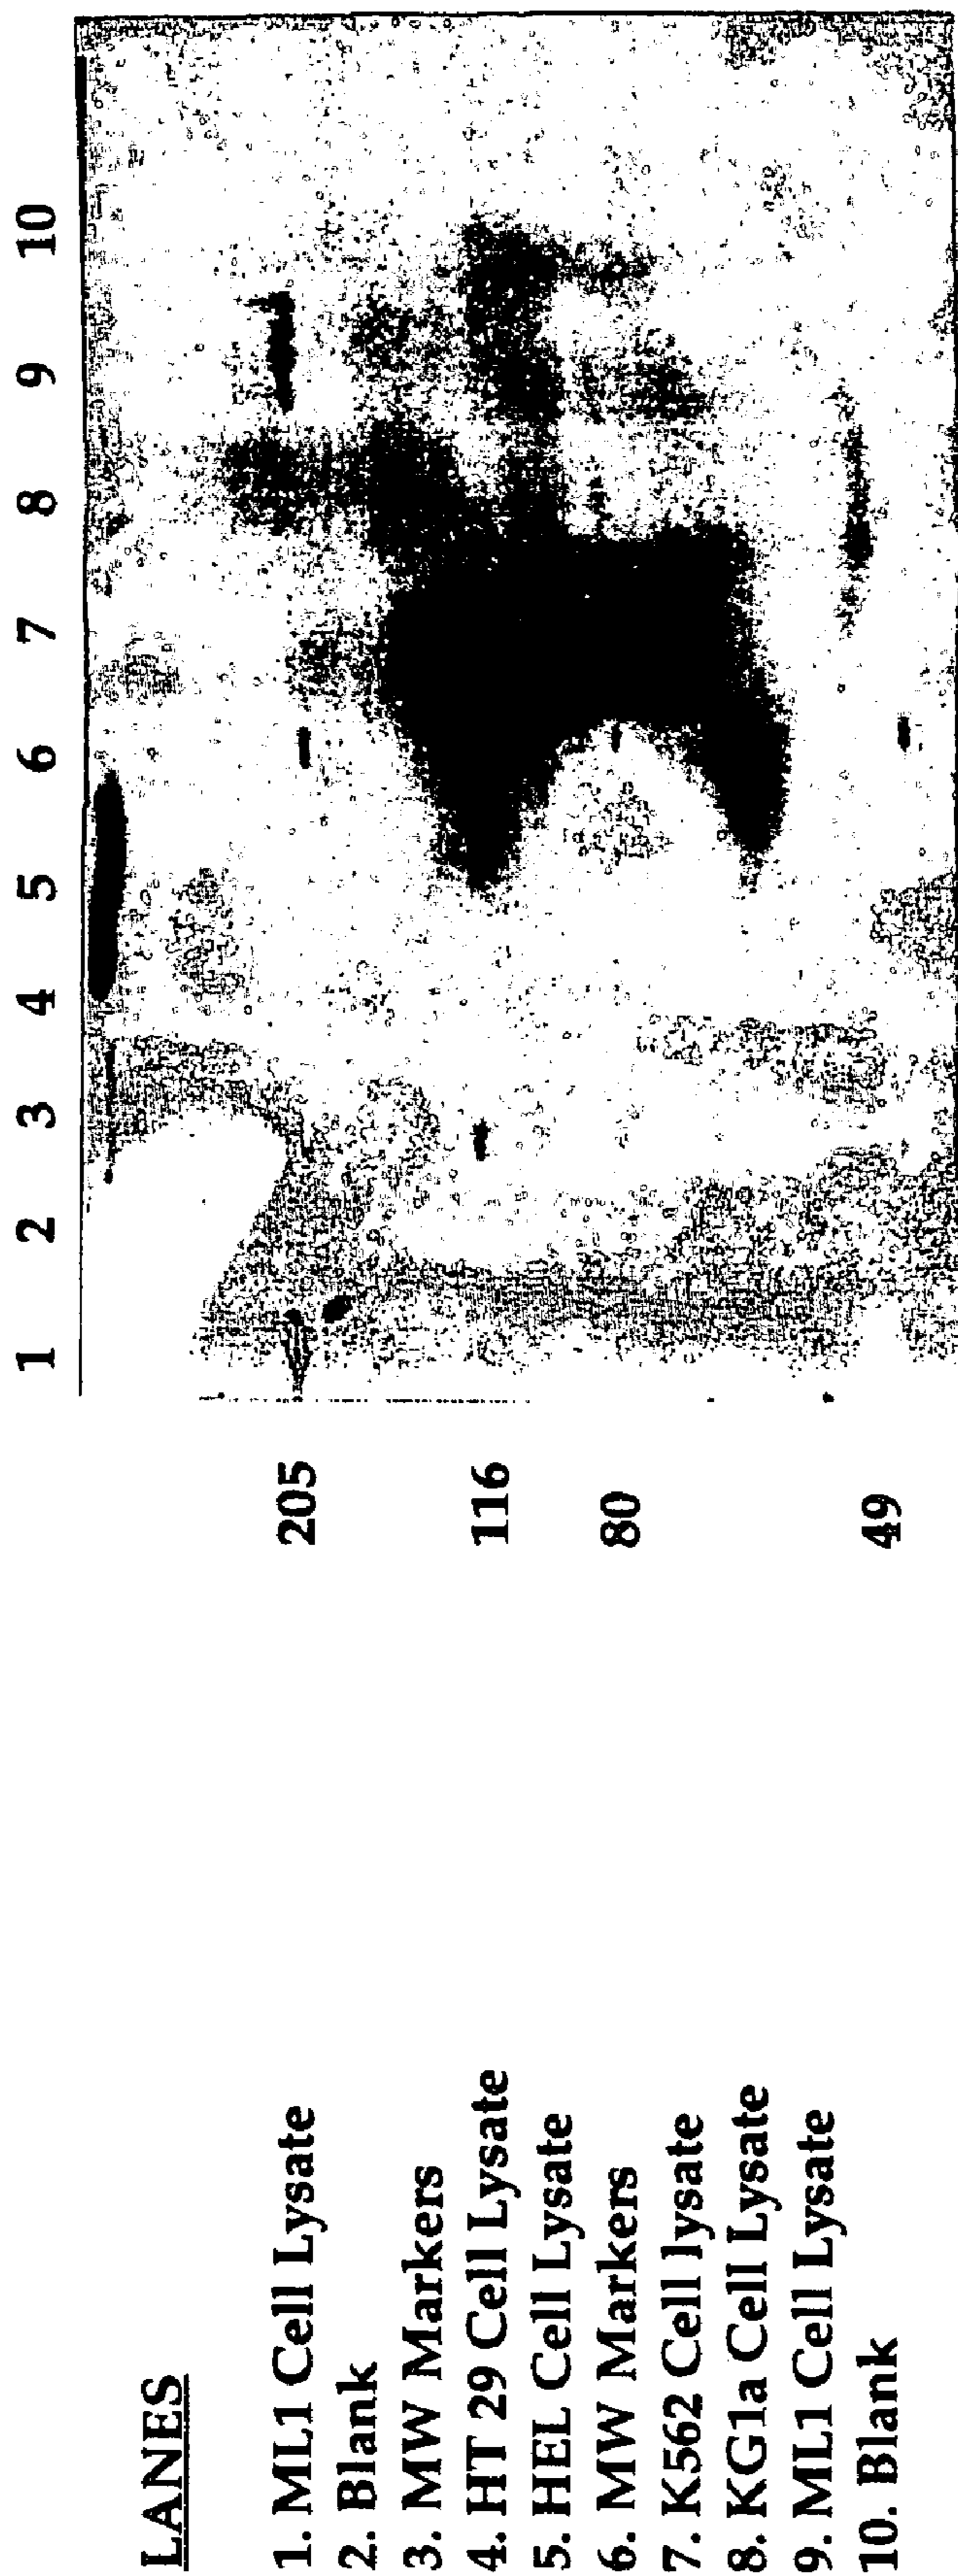 1 2 3 4 5 6 7 8 9 10
205
116
80
49
LANES
1. ML1 Cell Lysate
2. Blank
3. MW Markers
4. HT 29 Cell Lysate
5. HEL Cell Lysate
6. MW Markers
7. K562 Cell lysate
8. KG1a Cell Lysate
9. ML1 Cell Lysate
10. Blank